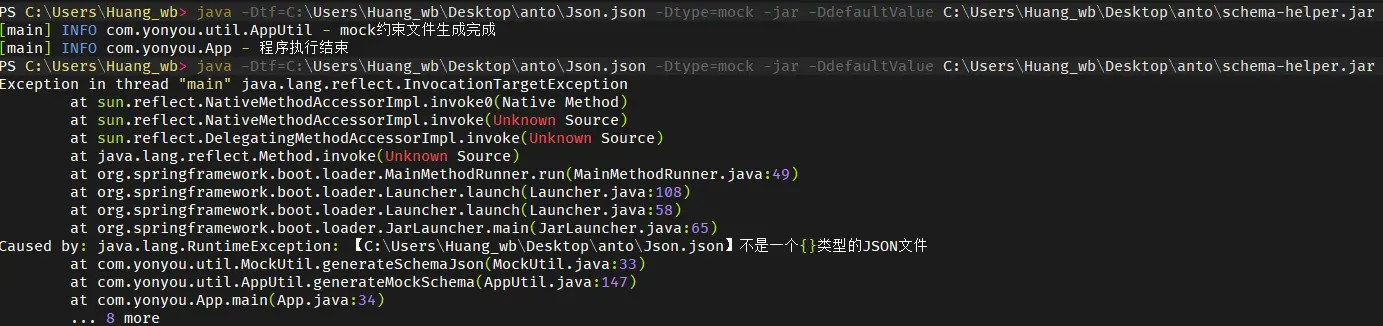 PS C:\Users\Huang_wb> java -Dtf=C:\Users\Huang_wb\Desktop\anto\Json.json -Dtype=mock -jar -DdefaultValue C:\Users\Huang_wb\Desktop\anto\schema-helper.jar
[main] INFO com.yonyou.util.AppUtil - mock约束文件生成完成
[main] INFO com.yonyou.App - 程序执行结束
PS C:\Users\Huang_wb> java -Dtf=C:\Users\Huang_wb\Desktop\anto\Json.json -Dtype=mock -jar -DdefaultValue C:\Users\Huang_wb\Desktop\anto\schema-helper.jar
Exception in thread "main" java.lang.reflect.InvocationTargetException
at sun.reflect.NativeMethodAccessorImpl.invoke0(Native Method)
at sun.reflect.NativeMethodAccessorImpl.invoke(Unknown Source)
at sun.reflect.DelegatingMethodAccessorImpl.invoke(Unknown Source)
at java.lang.reflect.Method.invoke(Unknown Source)
at org.springframework.boot.loader.MainMethodRunner.run(MainMethodRunner.java:49)
at org.springframework.boot.loader.Launcher.launch(Launcher.java:108)
at org.springframework.boot.loader.Launcher.launch(Launcher.java:58)
at org.springframework.boot.loader.JarLauncher.main(JarLauncher.java:65)
Caused by: java.lang.RuntimeException: 【C:\Users\Huang_wb\Desktop\anto\Json.json】不是一个{}类型的JSON文件
at com.yonyou.util.MockUtil.generateSchemaJson(MockUtil.java:33)
at com.yonyou.util.AppUtil.generateMockSchema(AppUtil.java:147)
at com.yonyou.App.main(App.java:34)
... 8 more